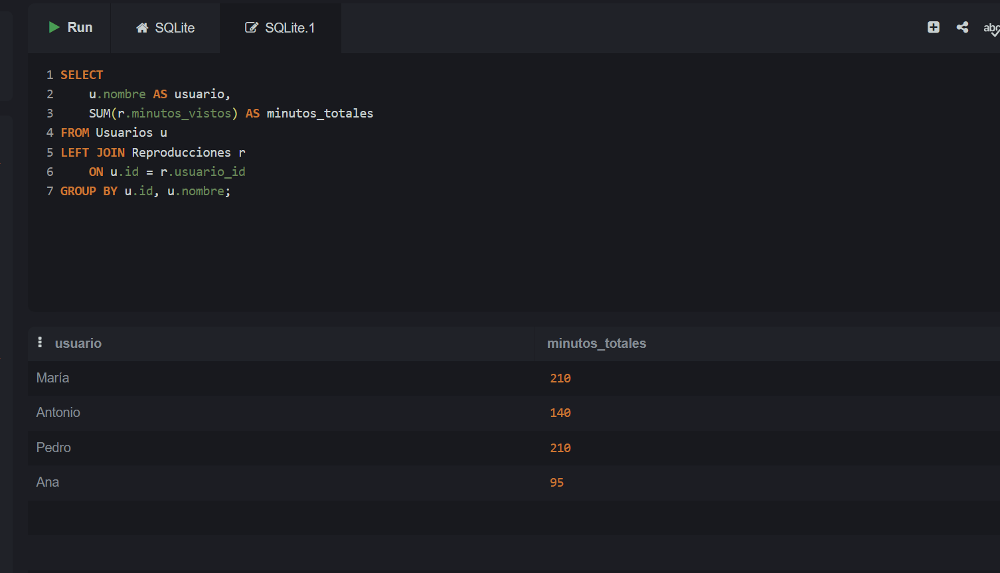 Run SQLite SQLite.1 abc
1 SELECT
2 u.nombre AS usuario,
3 SUM(r.minutos_vistos) AS minutos_totales
4 FROM Usuarios u
5 LEFT JOIN Reproducciones r
6 ON u.id = r.usuario_id
7 GROUP BY u.id, u.nombre;
usuario minutos_totales
María 210
Antonio 140
Pedro 210
Ana 95